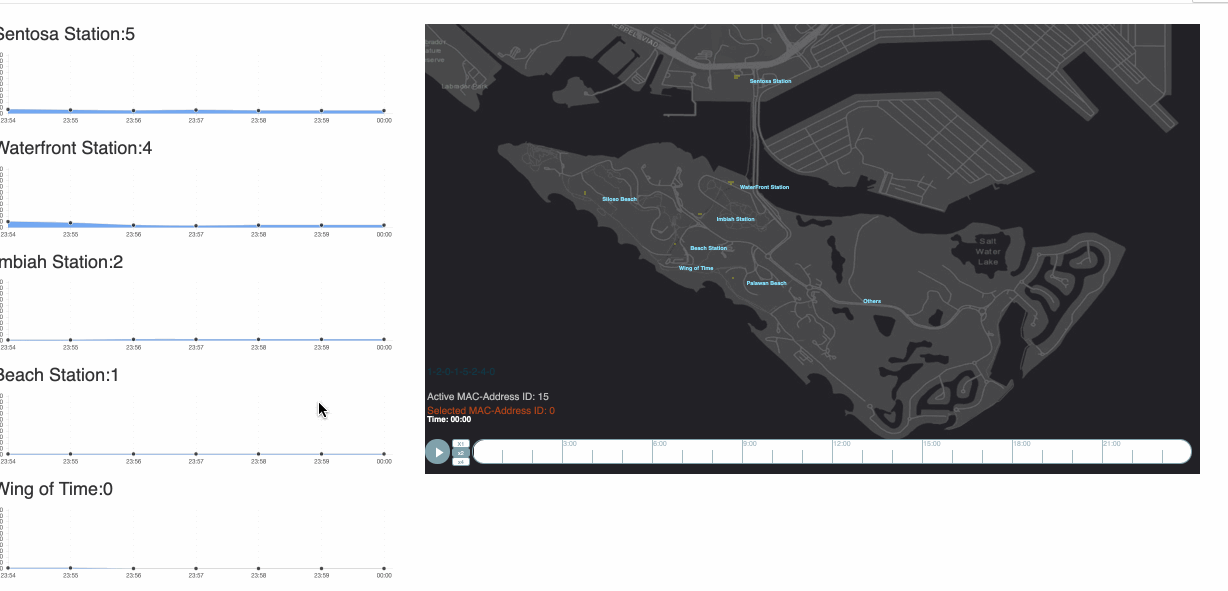 Sentosa Station:5
23:54 23:55 23:56 23:57 23:58 23:59 00:00
Waterfront Station:4
23:54 23:55 23:56 23:57 23:58 23:59 00:00
Imbiah Station:2
23:54 23:55 23:56 23:57 23:58 23:59 00:00
Beach Station:1
23:54 23:55 23:56 23:57 23:58 23:59 00:00
Wing of Time:0
23:54 23:55 23:56 23:57 23:58 23:59 00:00
Labrador Park
Sentosa Station
WaterFront Station
Siloso Beach
Imbiah Station
Beach Station
Wing of Time
Palawan Beach
Others
Salt
Water
Lake
Active MAC-Address ID: 15
Selected MAC-Address ID: 0
Time: 00:00
x1
x2
x4
3:00 6:00 9:00 12:00 15:00 18:00 21:00